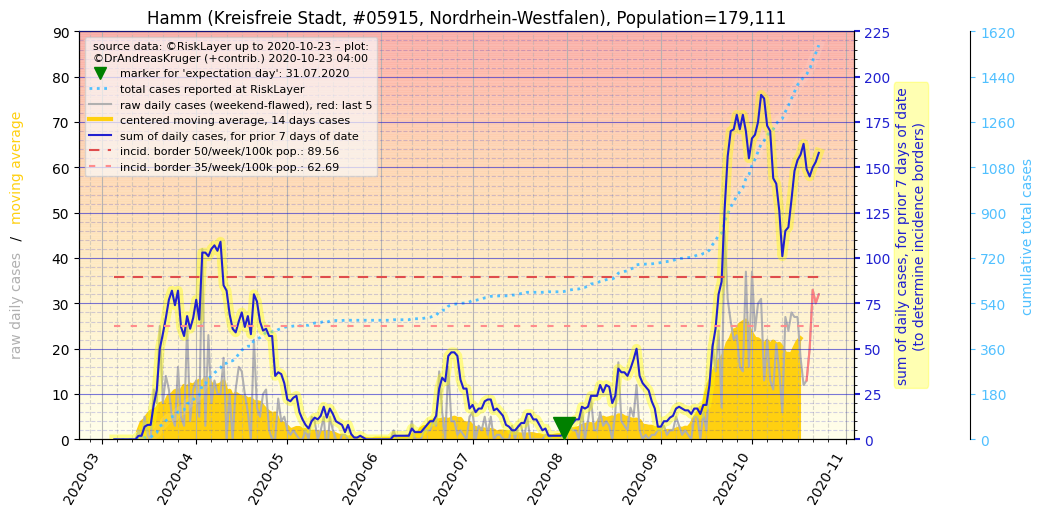 Hamm (Kreisfreie Stadt, #05915, Nordrhein-Westfalen), Population=179,111
source data: ©RiskLayer up to 2020-10-23 – plot:
©DrAndreasKruger (+contrib.) 2020-10-23 04:00
marker for 'expectation day': 31.07.2020
total cases reported at RiskLayer
raw daily cases (weekend-flawed), red: last 5
centered moving average, 14 days cases
sum of daily cases, for prior 7 days of date
incid. border 50/week/100k pop.: 89.56
incid. border 35/week/100k pop.: 62.69
raw daily cases / moving average
90
80
70
60
50
40
30
20
10
0
2020-03
2020-04
2020-05
2020-06
2020-07
2020-08
2020-09
2020-10
2020-11
225
200
175
150
125
100
75
50
25
0
sum of daily cases, for prior 7 days of date
(to determine incidence borders)
1620
1440
1260
1080
900
720
540
360
180
0
cumulative total cases